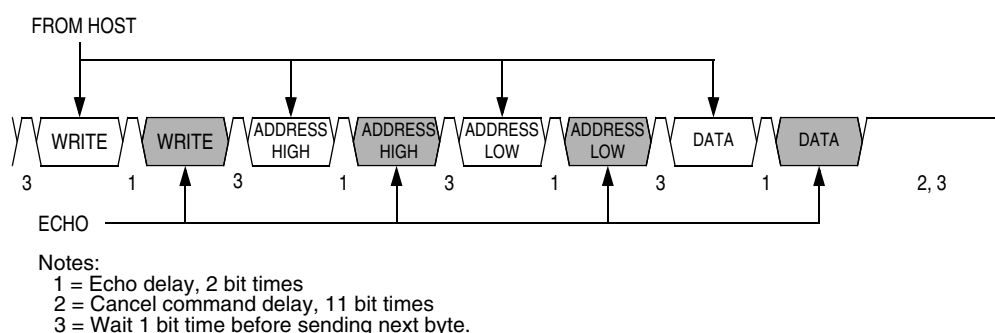 FROM HOST
WRITE WRITE ADDRESS HIGH ADDRESS HIGH ADDRESS LOW ADDRESS LOW DATA DATA
3 1 3 1 3 1 3 1 2, 3
ECHO
Notes:
1 = Echo delay, 2 bit times
2 = Cancel command delay, 11 bit times
3 = Wait 1 bit time before sending next byte.